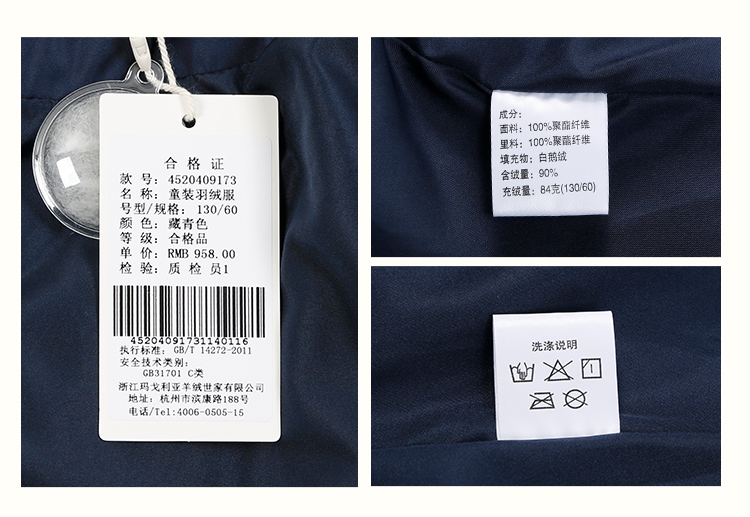 合格证
款号：4520409173
名称：童装羽绒服
号型/规格：130/60
颜色：藏青色
等级：合格品
单价：RMB 958.00
检验：质检员1
45204091731140116
执行标准：GB/T 14272-2011
安全技术类别：
GB31701 C类
浙江玛戈利亚羊绒世家有限公司
地址：杭州市滨康路188号
电话/Tel:4006-0505-15
成分：
面料：100%聚酯纤维
里料：100%聚酯纤维
填充物：白鹅绒
含绒量：90%
充绒量：84克(130/60)
洗涤说明